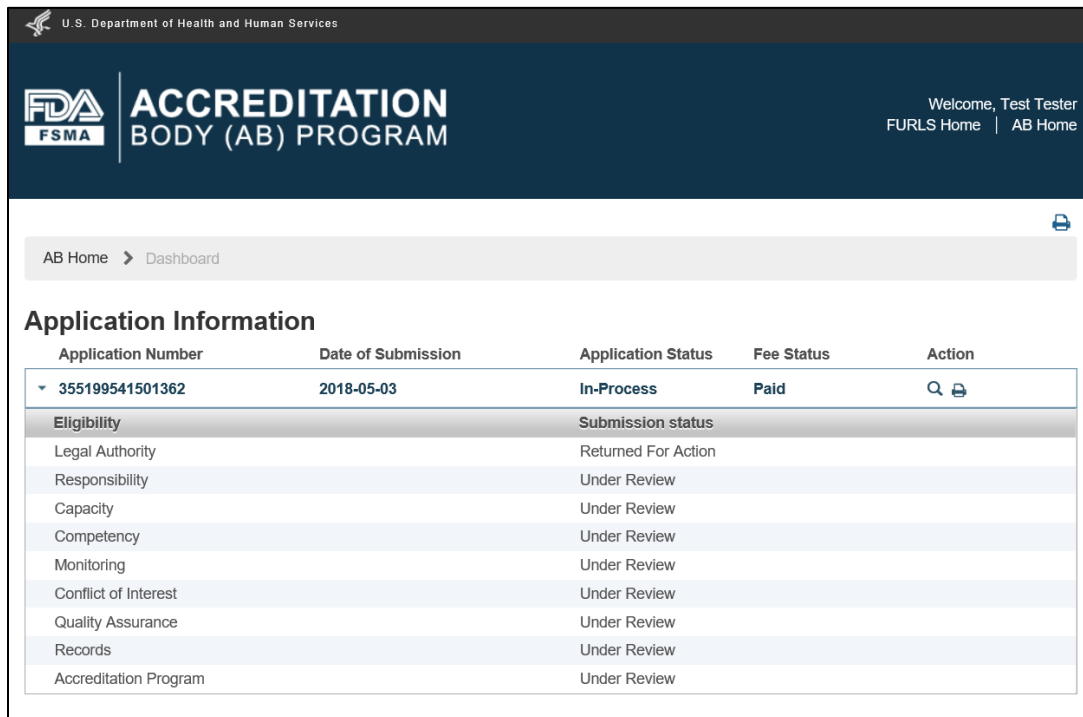 U.S. Department of Health and Human Services
FDA
FSMA
ACCREDITATION
BODY (AB) PROGRAM
Welcome, Test Tester
FURLS Home | AB Home
AB Home > Dashboard
Application Information
Application Number Date of Submission Application Status Fee Status Action
355199541501362 2018-05-03 In-Process Paid
Eligibility Submission status
Legal Authority Returned For Action
Responsibility Under Review
Capacity Under Review
Competency Under Review
Monitoring Under Review
Conflict of Interest Under Review
Quality Assurance Under Review
Records Under Review
Accreditation Program Under Review